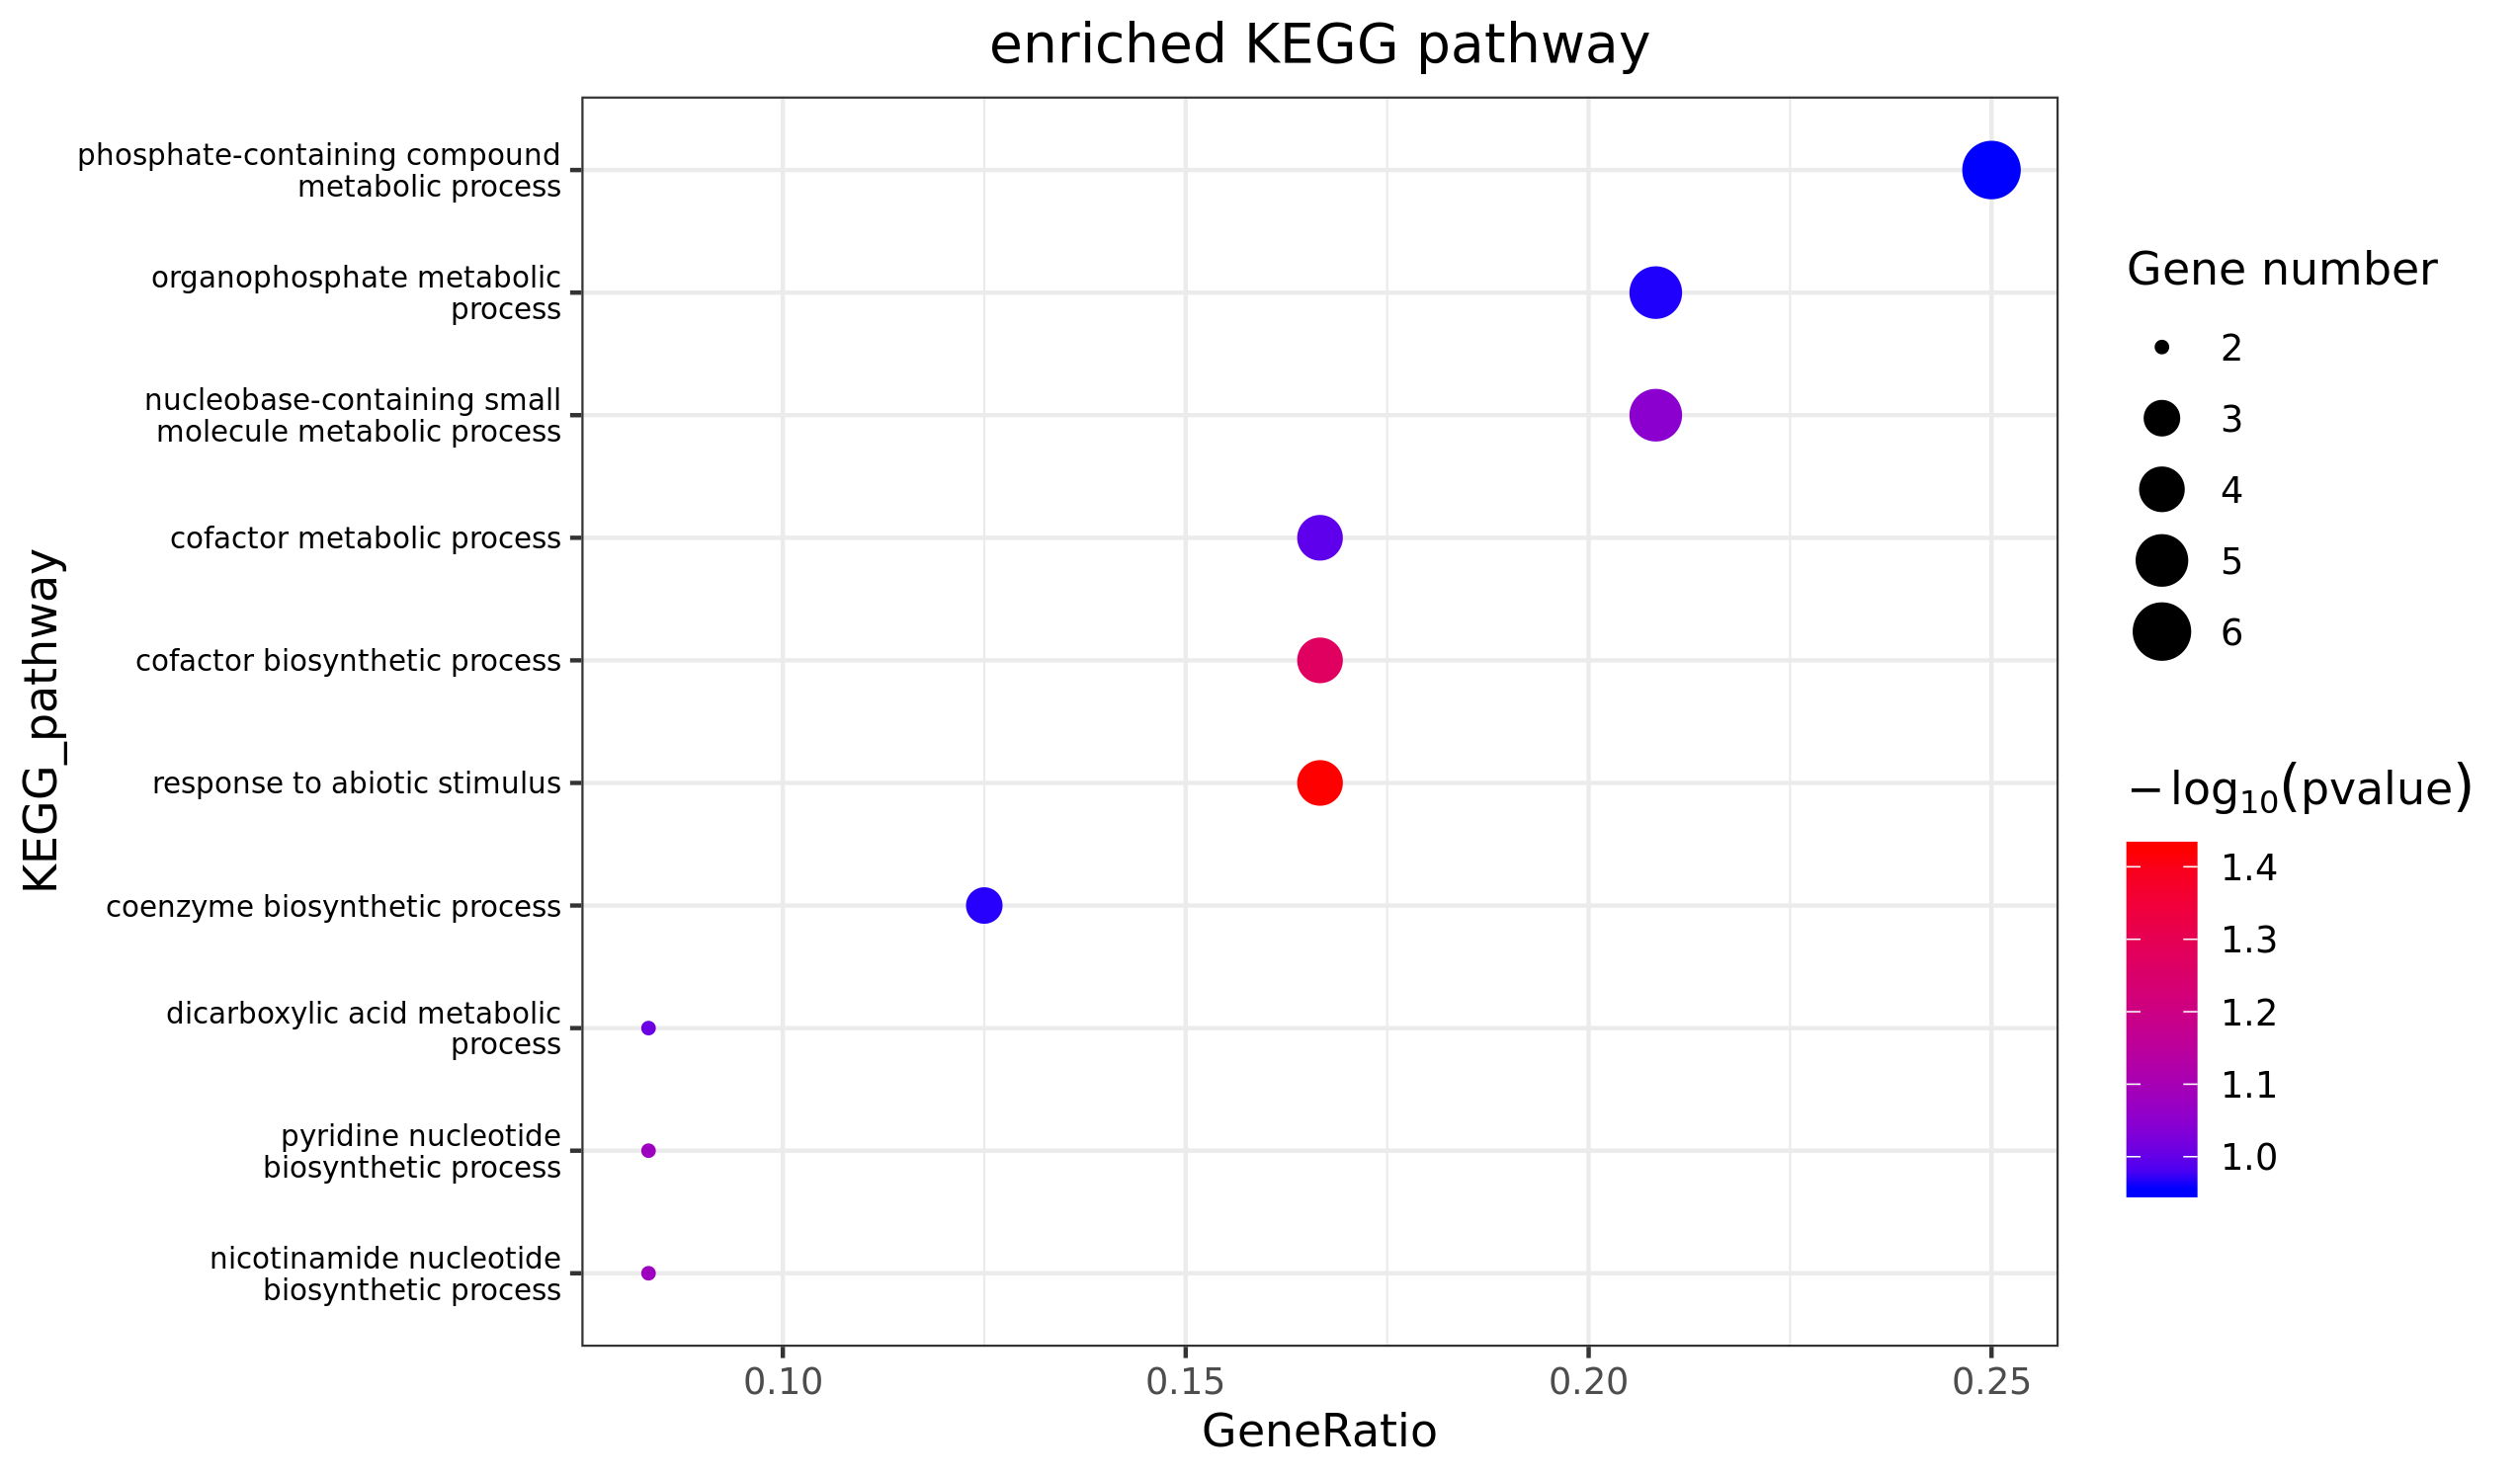 enriched KEGG pathway
KEGG_pathway
phosphate-containing compound
metabolic process
organophosphate metabolic
process
nucleobase-containing small
molecule metabolic process
cofactor metabolic process
cofactor biosynthetic process
response to abiotic stimulus
coenzyme biosynthetic process
dicarboxylic acid metabolic
process
pyridine nucleotide
biosynthetic process
nicotinamide nucleotide
biosynthetic process
0.10 0.15 0.20 0.25
GeneRatio
Gene number
2
3
4
5
6
−log₁₀(pvalue)
1.4
1.3
1.2
1.1
1.0